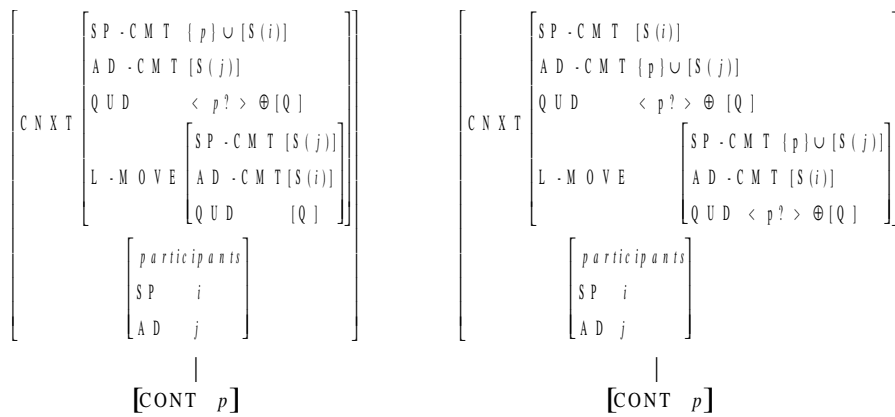 SP-CMT {p}∪[S(i)]
AD-CMT [S(j)]
QUD < p? > ⊕[Q]
CNXT
SP-CMT [S(j)]
L-MOVE AD-CMT[S(i)]
QUD [Q]
participants
SP i
AD j
[CONT p]
SP-CMT [S(i)]
AD-CMT {p}∪[S(j)]
QUD < p? > ⊕ [Q]
CNXT
SP-CMT {p}∪[S(j)]
L-MOVE AD-CMT [S(i)]
QUD < p? > ⊕[Q]
participants
SP i
AD j
[CONT p]